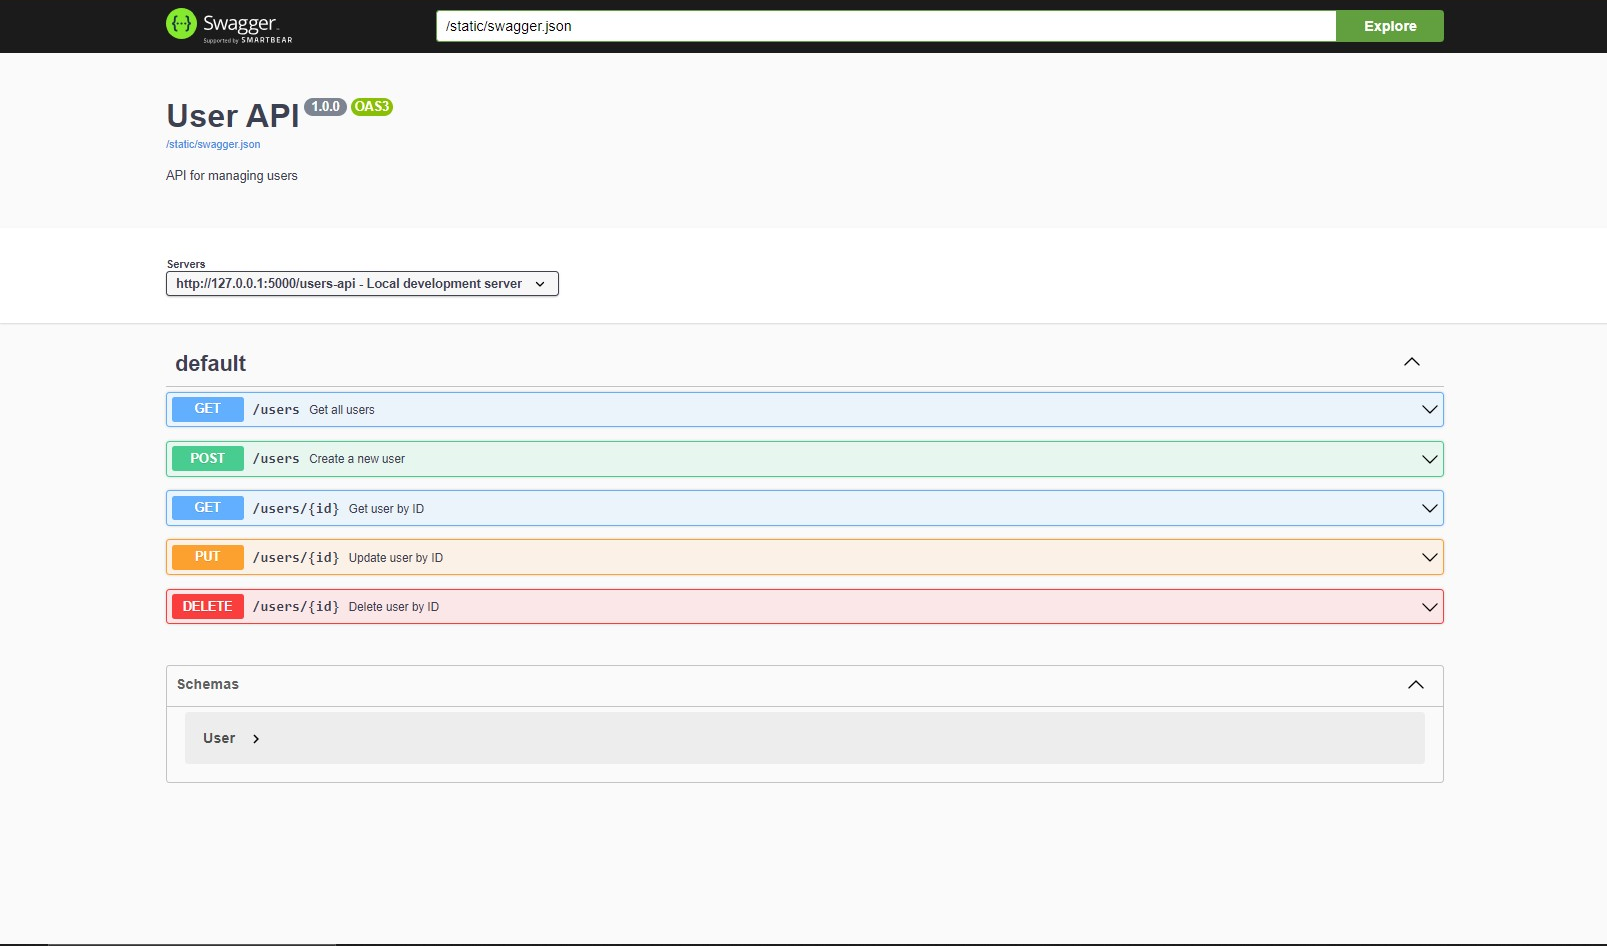 {···} Swagger.
Supported by SMARTBEAR
/static/swagger.json
Explore
User API 1.0.0 OAS3
/static/swagger.json
API for managing users
Servers
http://127.0.0.1:5000/users-api - Local development server
default
GET /users Get all users
POST /users Create a new user
GET /users/{id} Get user by ID
PUT /users/{id} Update user by ID
DELETE /users/{id} Delete user by ID
Schemas
User